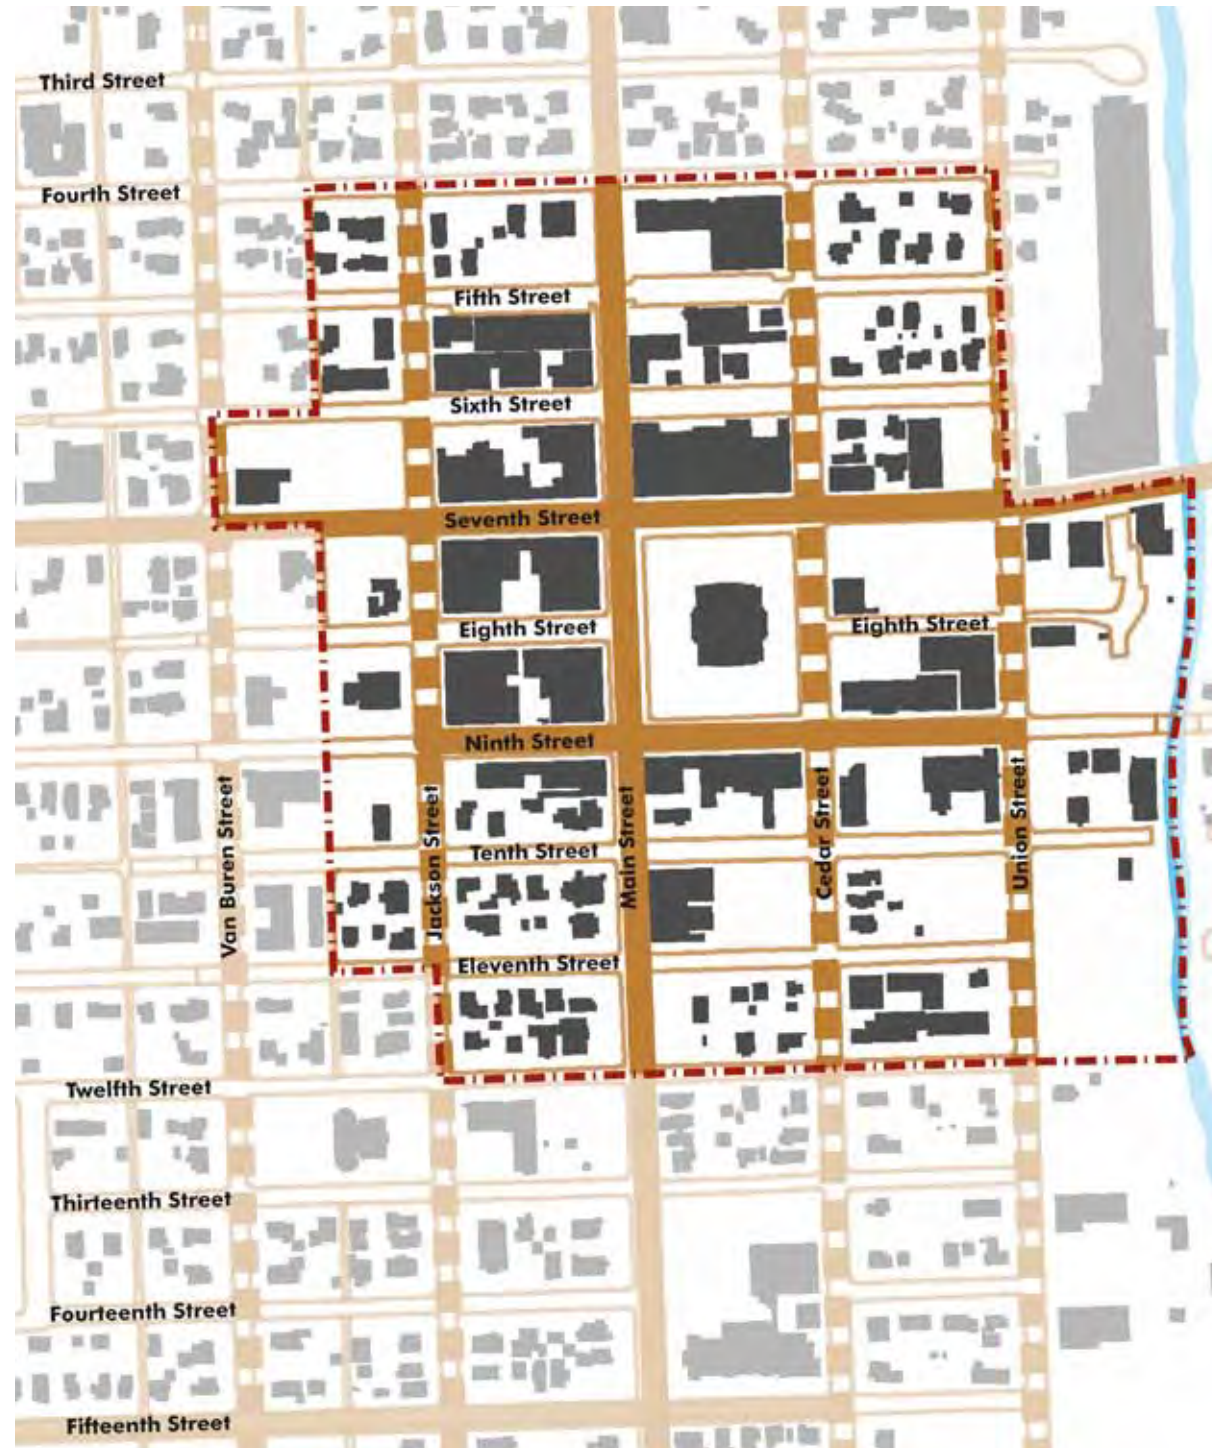 Third Street
Fourth Street
Fifth Street
Sixth Street
Seventh Street
Eighth Street
Eighth Street
Ninth Street
Van Buren Street
Jackson Street
Main Street
Cedar Street
Union Street
Tenth Street
Eleventh Street
Twelfth Street
Thirteenth Street
Fourteenth Street
Fifteenth Street